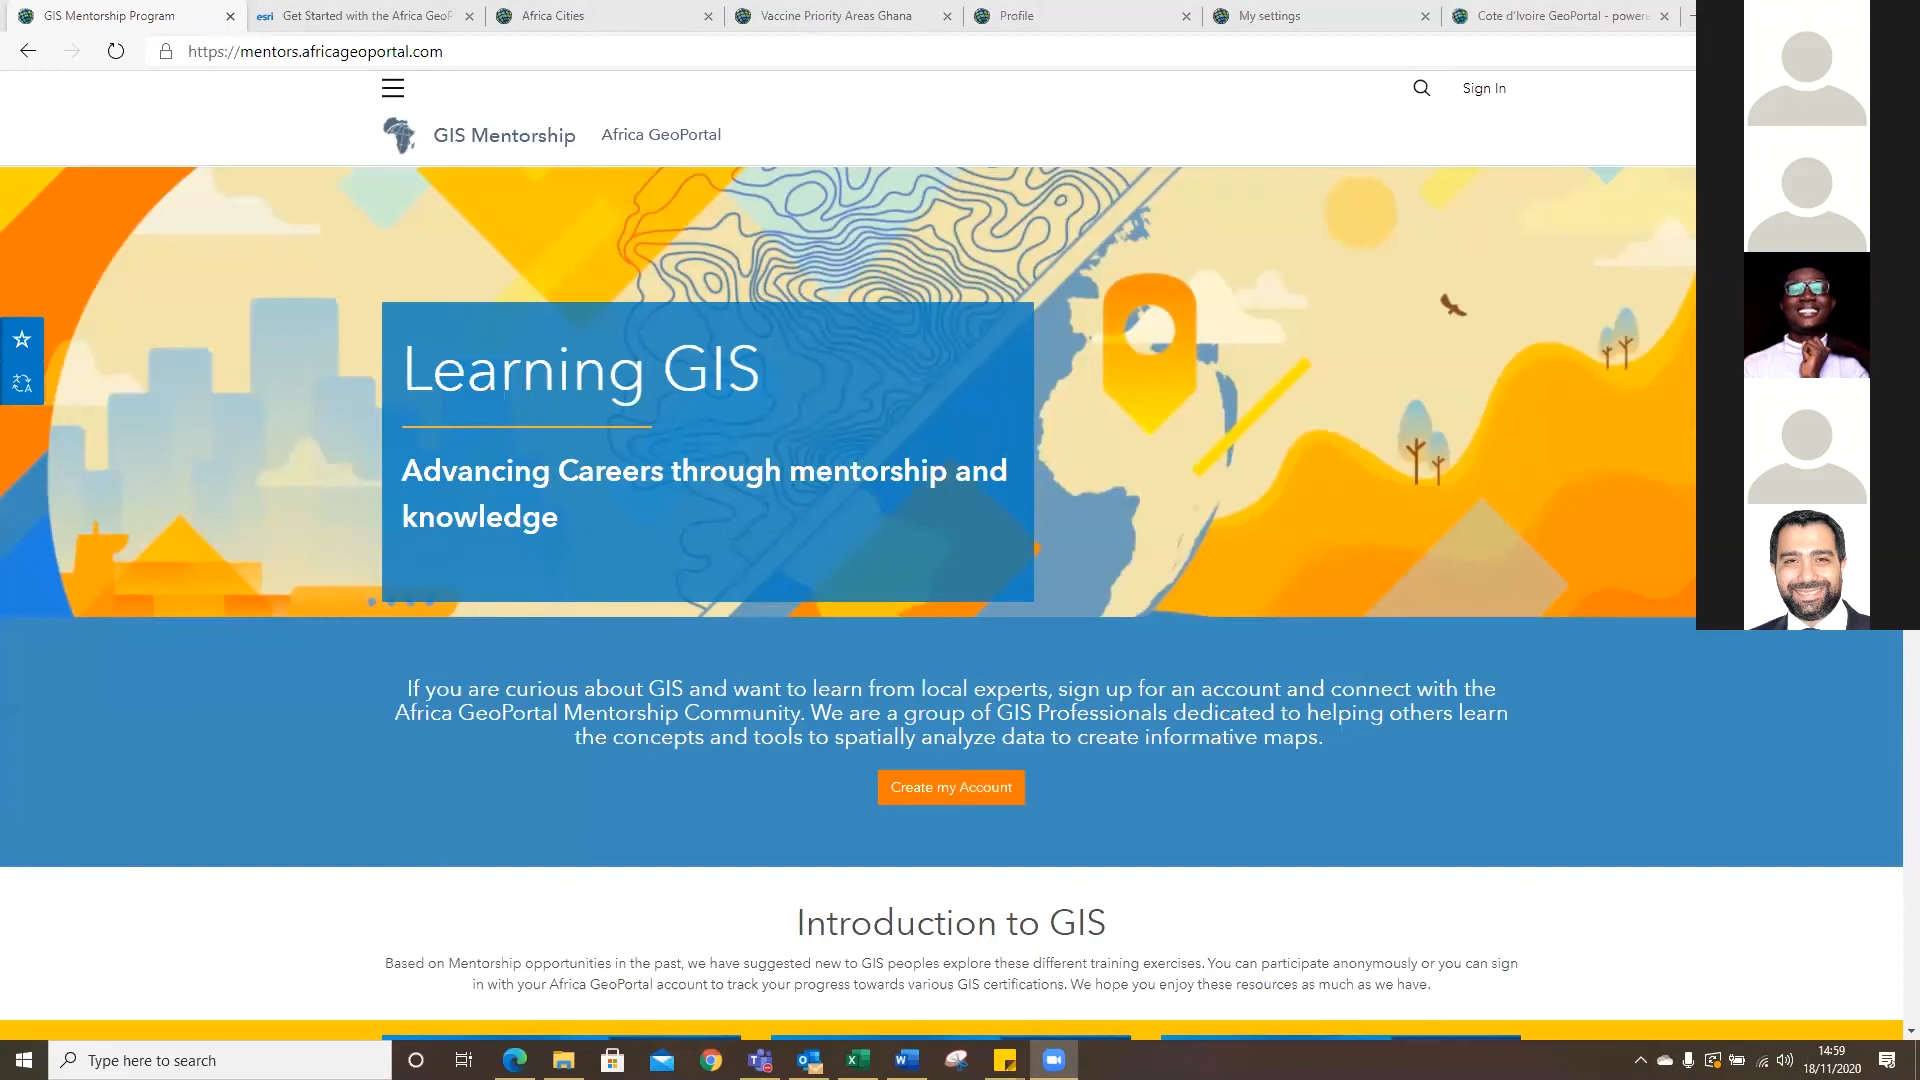 GIS Mentorship Program
esri Get Started with the Africa GeoP
Africa Cities
Vaccine Priority Areas Ghana
Profile
My settings
Cote d'Ivoire GeoPortal - powere
https://mentors.africageoportal.com
Sign In
GIS Mentorship
Africa GeoPortal
Learning GIS
Advancing Careers through mentorship and
knowledge
If you are curious about GIS and want to learn from local experts, sign up for an account and connect with the
Africa GeoPortal Mentorship Community. We are a group of GIS Professionals dedicated to helping others learn
the concepts and tools to spatially analyze data to create informative maps.
Create my Account
Introduction to GIS
Based on Mentorship opportunities in the past, we have suggested new to GIS peoples explore these different training exercises. You can participate anonymously or you can sign
in with your Africa GeoPortal account to track your progress towards various GIS certifications. We hope you enjoy these resources as much as we have.
Type here to search
14:59
18/11/2020